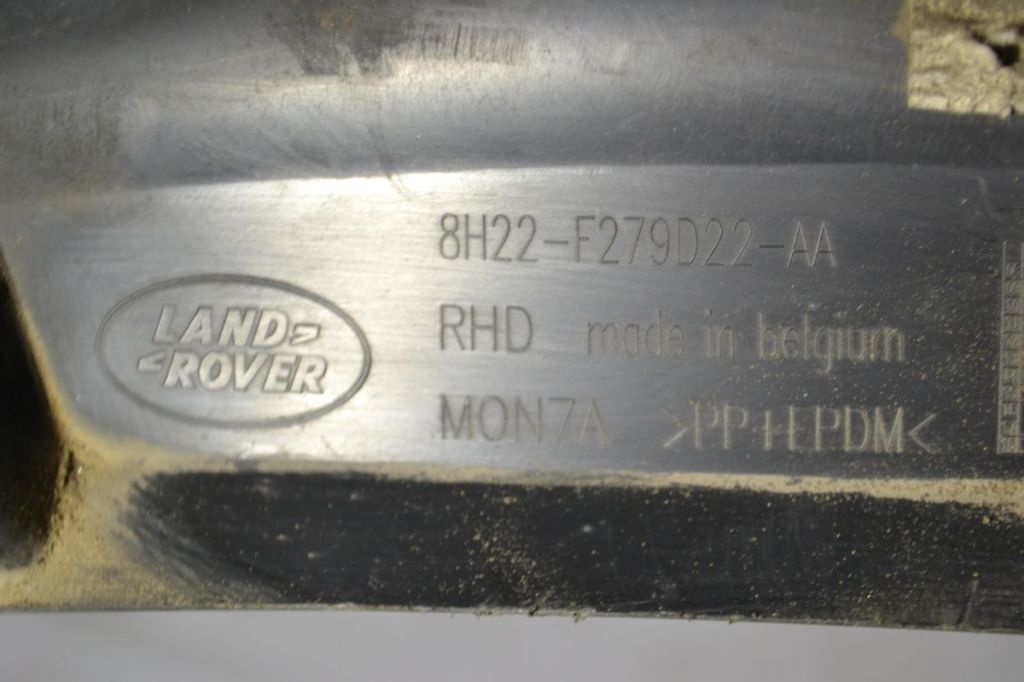 8H22-F279D22-AA
LAND
ROVER
RHD made in belgium
MON7A >PP+EPDM<